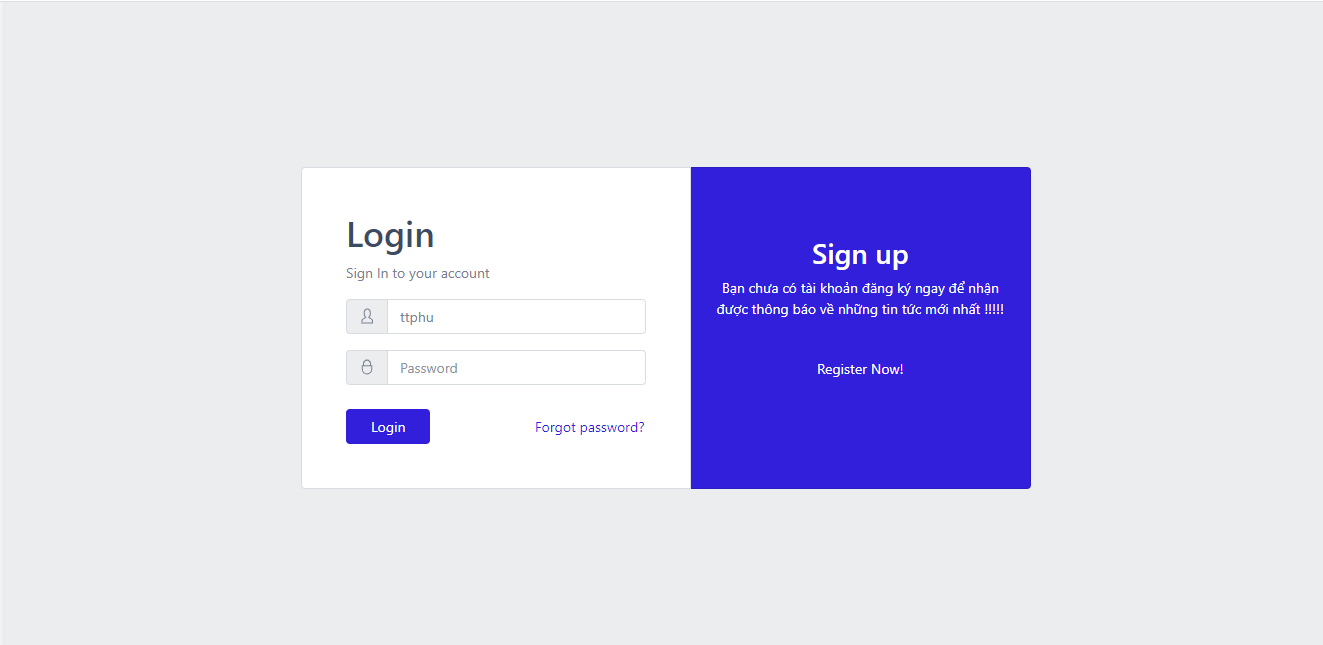 Login
Sign In to your account
ttphu
Password
Login
Forgot password?
Sign up
Bạn chưa có tài khoản đăng ký ngay để nhận
được thông báo về những tin tức mới nhất !!!!!
Register Now!